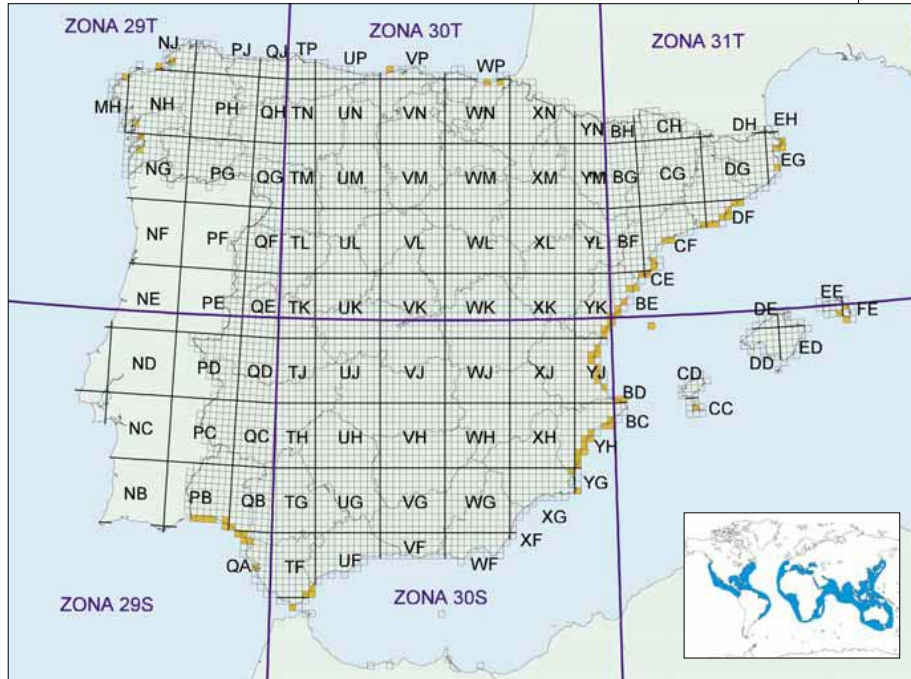 ZONA 29T ZONA 30T ZONA 31T
NJ PJ QJ TP UP VP WP
MH NH PH QH TN UN VN WN XN YN BH CH DH EH
NG PG QG TM UM VM WM XM YM BG CG DG EG
NF PF QF TL UL VL WL XL YL BF CF DF
NE PE QE TK UK VK WK XK YK BE CE DE EE FE
ND PD QD TJ UJ VJ WJ XJ YJ BD CD DD ED
NC PC QC TH UH VH WH XH YH BC CC
NB PB QB TG UG VG WG XG YG
QA TF UF VF WF XF
ZONA 29S ZONA 30S